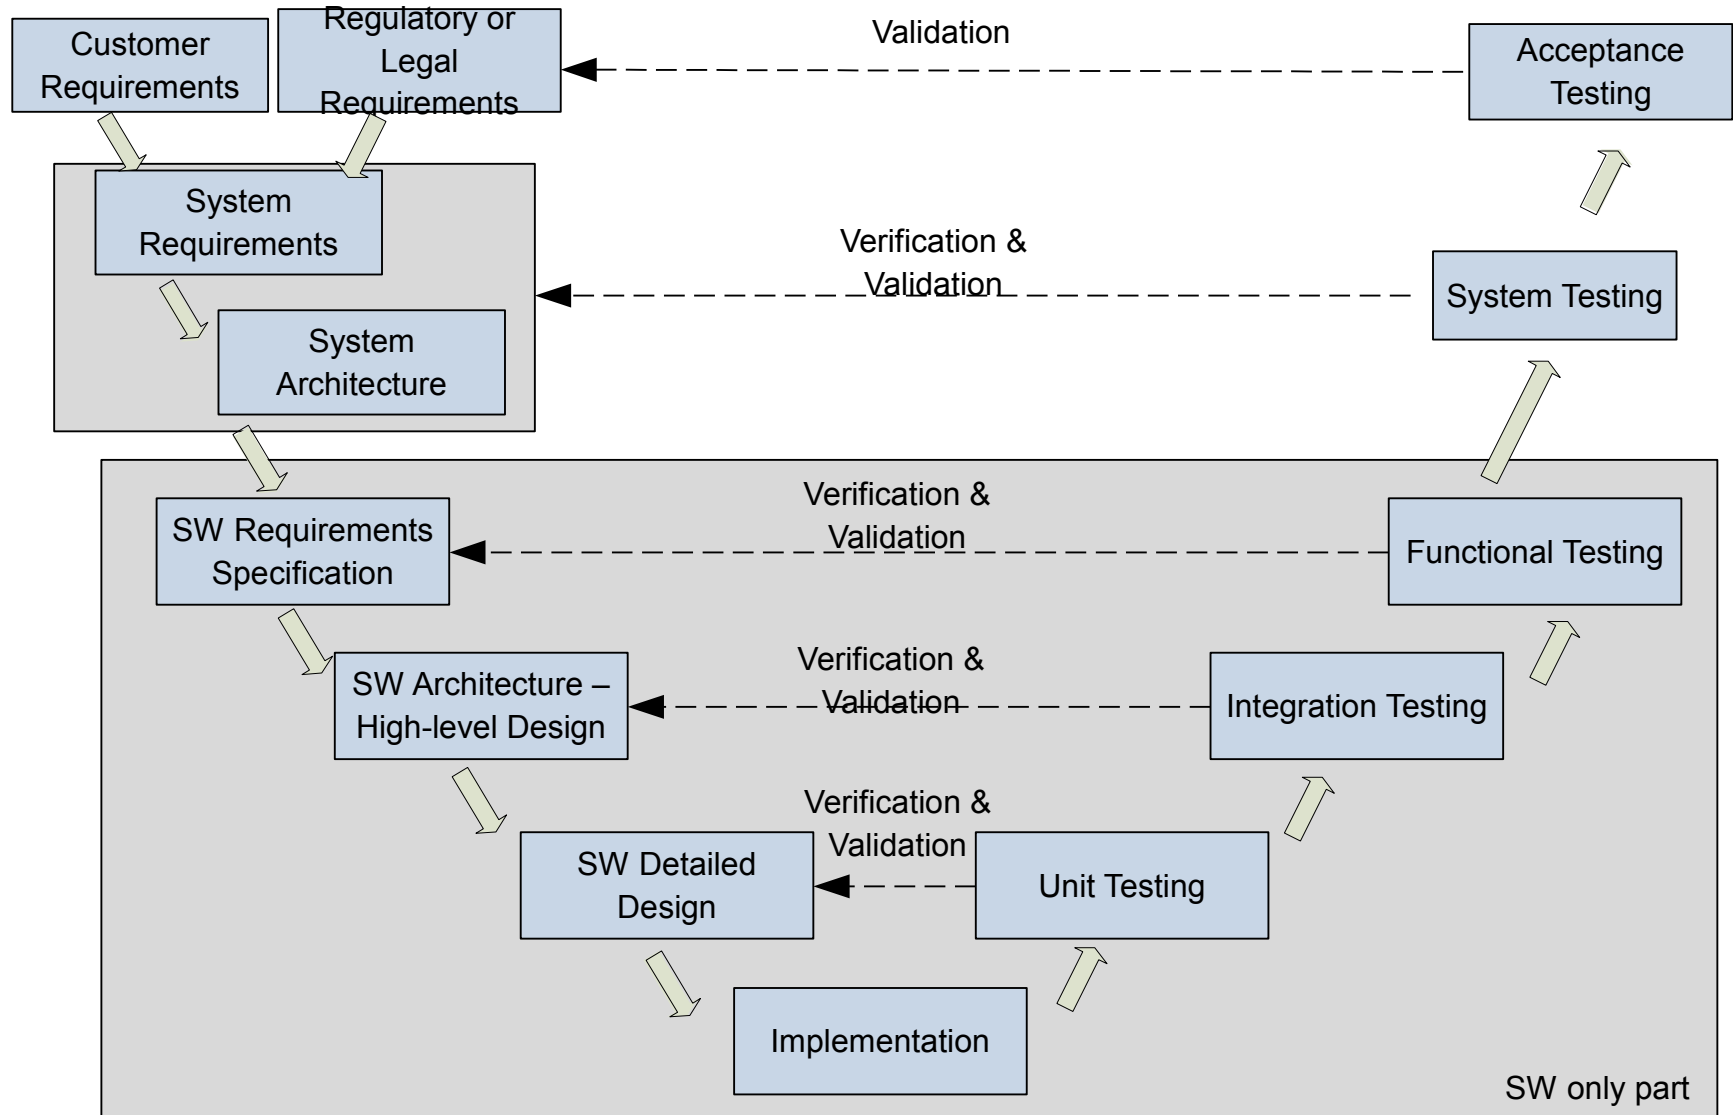 Customer
Requirements
Regulatory or
Legal
Requirements
Validation
Acceptance
Testing
System
Requirements
Verification &
Validation
System Testing
System
Architecture
SW Requirements
Specification
Verification &
Validation
Functional Testing
SW Architecture –
High-level Design
Verification &
Validation
Integration Testing
SW Detailed
Design
Verification &
Validation
Unit Testing
Implementation
SW only part